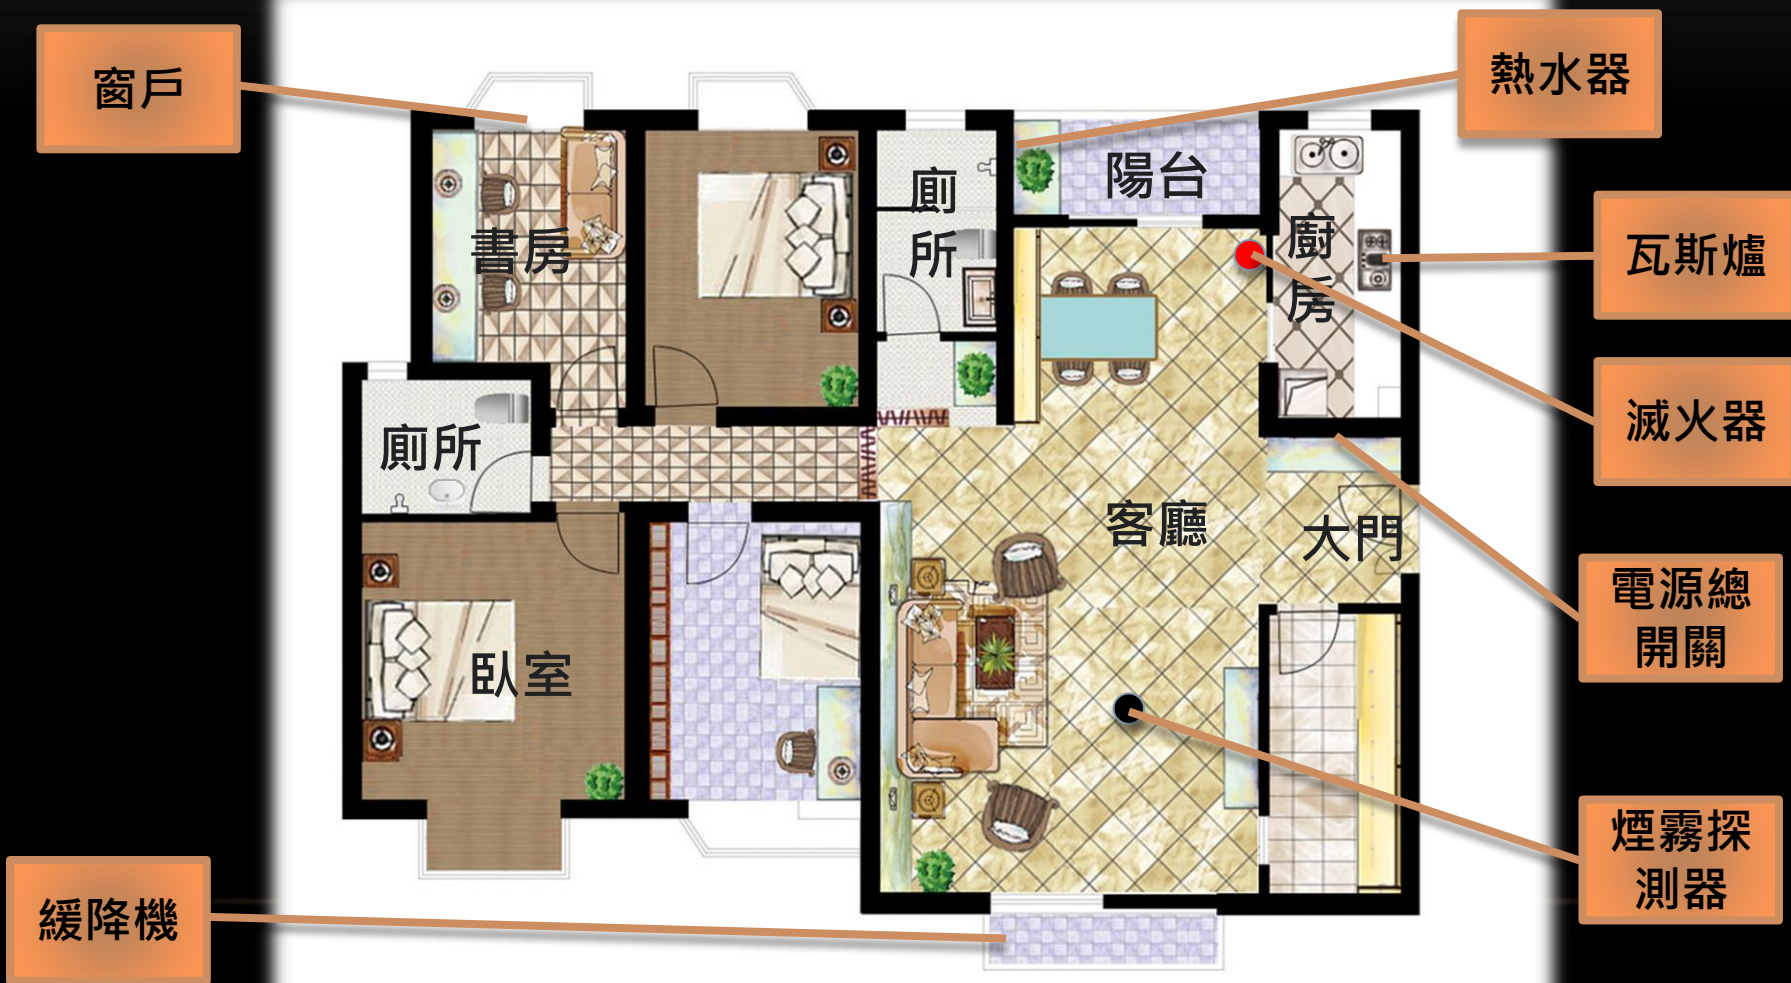 窗戶
熱水器
陽台
廁
所
廚
房
書房
瓦斯爐
滅火器
廁所
客廳
大門
電源總
開關
臥室
煙霧探
測器
緩降機